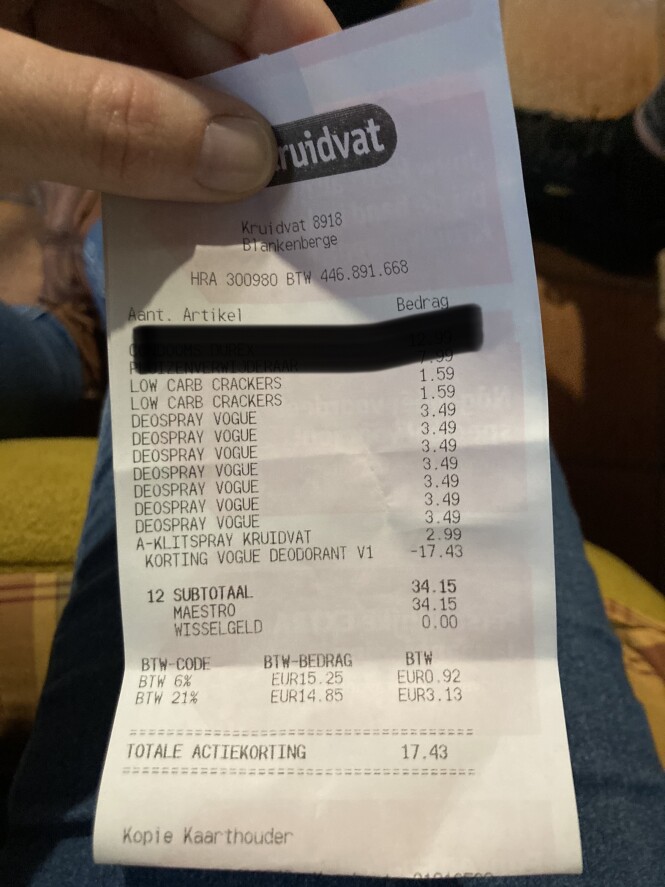 ruidvat
Kruidvat 8918
Blankenberge
HRA 300980 BTW 446.891.668
Aant. Artikel Bedrag
LOW CARB CRACKERS 1.59
LOW CARB CRACKERS 1.59
DEOSPRAY VOGUE 3.49
DEOSPRAY VOGUE 3.49
DEOSPRAY VOGUE 3.49
DEOSPRAY VOGUE 3.49
DEOSPRAY VOGUE 3.49
DEOSPRAY VOGUE 3.49
DEOSPRAY VOGUE 3.49
A-KLITSPRAY KRUIDVAT 2.99
KORTING VOGUE DEODORANT V1 -17.43
12 SUBTOTAAL 34.15
MAESTRO 34.15
WISSELGELD 0.00
BTW-CODE BTW-BEDRAG BTW
BTW 6% EUR15.25 EUR0.92
BTW 21% EUR14.85 EUR3.13
TOTALE ACTIEKORTING 17.43
Kopie Kaarthouder